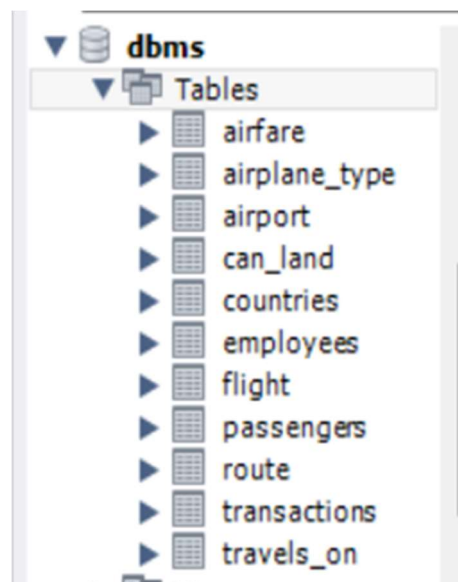 dbms
Tables
airfare
airplane_type
airport
can_land
countries
employees
flight
passengers
route
transactions
travels_on